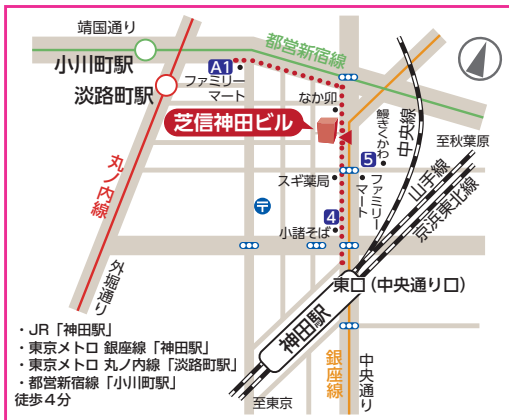 靖国通り
都営新宿線
小川町駅
A1
ファミリー
マート
淡路町駅
なか卯
芝信神田ビル
鰻きくかわ
中央線
至秋葉原
5
山手線
丸ノ内線
スギ薬局
ファミリー
マート
京浜東北線
〒
4
小諸そば
外堀通り
東口(中央通り口)
神田駅
・JR「神田駅」
・東京メトロ 銀座線「神田駅」
・東京メトロ 丸ノ内線「淡路町駅」
・都営新宿線「小川町駅」
徒歩4分
銀座線
中央通り
至東京